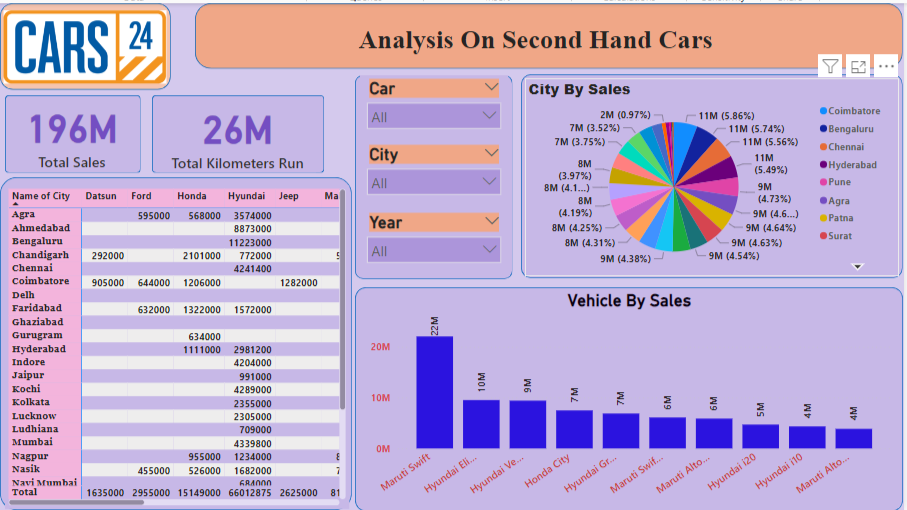 CARS 24
Analysis On Second Hand Cars
196M
Total Sales
26M
Total Kilometers Run
Car
All
City
All
Year
All
City By Sales
2M (0.97%)
7M (3.52%)
7M (3.75%)
8M
(3.97%)
8M (4.1...)
8M
(4.19%)
8M (4.25%)
8M (4.31%)
9M (4.38%)
11M (5.86%)
11M (5.74%)
11M (5.56%)
11M
(5.49%)
9M
(4.73%)
9M (4.6...)
9M (4.64%)
9M (4.63%)
9M (4.54%)
Coimbatore
Bengaluru
Chennai
Hyderabad
Pune
Agra
Patna
Surat
Name of City Datsun Ford Honda Hyundai Jeep Ma
Agra 595000 568000 3574000
Ahmedabad 8873000
Bengaluru 11223000
Chandigarh 292000 2101000 772000 5
Chennai 4241400
Coimbatore 905000 644000 1206000 1282000
Delh
Faridabad 632000 1322000 1572000
Ghaziabad
Gurugram 634000
Hyderabad 1111000 2981200
Indore 4204000
Jaipur 991000
Kochi 4289000
Kolkata 2355000
Lucknow 2305000
Ludhiana 709000
Mumbai 4339800
Nagpur 955000 1234000 8
Nasik 455000 526000 1682000 7
Navi Mumbai 684000
Total 1635000 2955000 15149000 66012875 2625000 81
Vehicle By Sales
20M
10M
0M
22M
10M
9M
7M
7M
6M
6M
5M
4M
4M
Maruti Swift
Hyundai Eli...
Hyundai Ve...
Honda City
Hyundai Gr...
Maruti Swif...
Maruti Alto...
Hyundai i20
Hyundai i10
Maruti Alto...